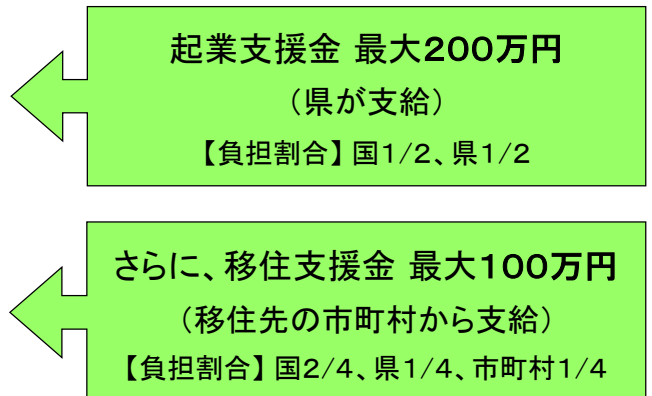 起業支援金 最大200万円
(県が支給)
【負担割合】国1/2、県1/2
さらに、移住支援金 最大100万円
(移住先の市町村から支給)
【負担割合】国2/4、県1/4、市町村1/4